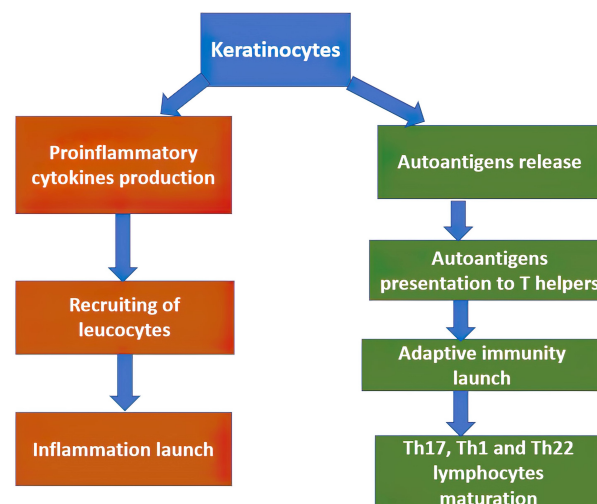 Keratinocytes
Proinflammatory
cytokines production
Recruiting of
leucocytes
Inflammation launch
Autoantigens release
Autoantigens
presentation to T helpers
Adaptive immunity
launch
Th17, Th1 and Th22
lymphocytes
maturation